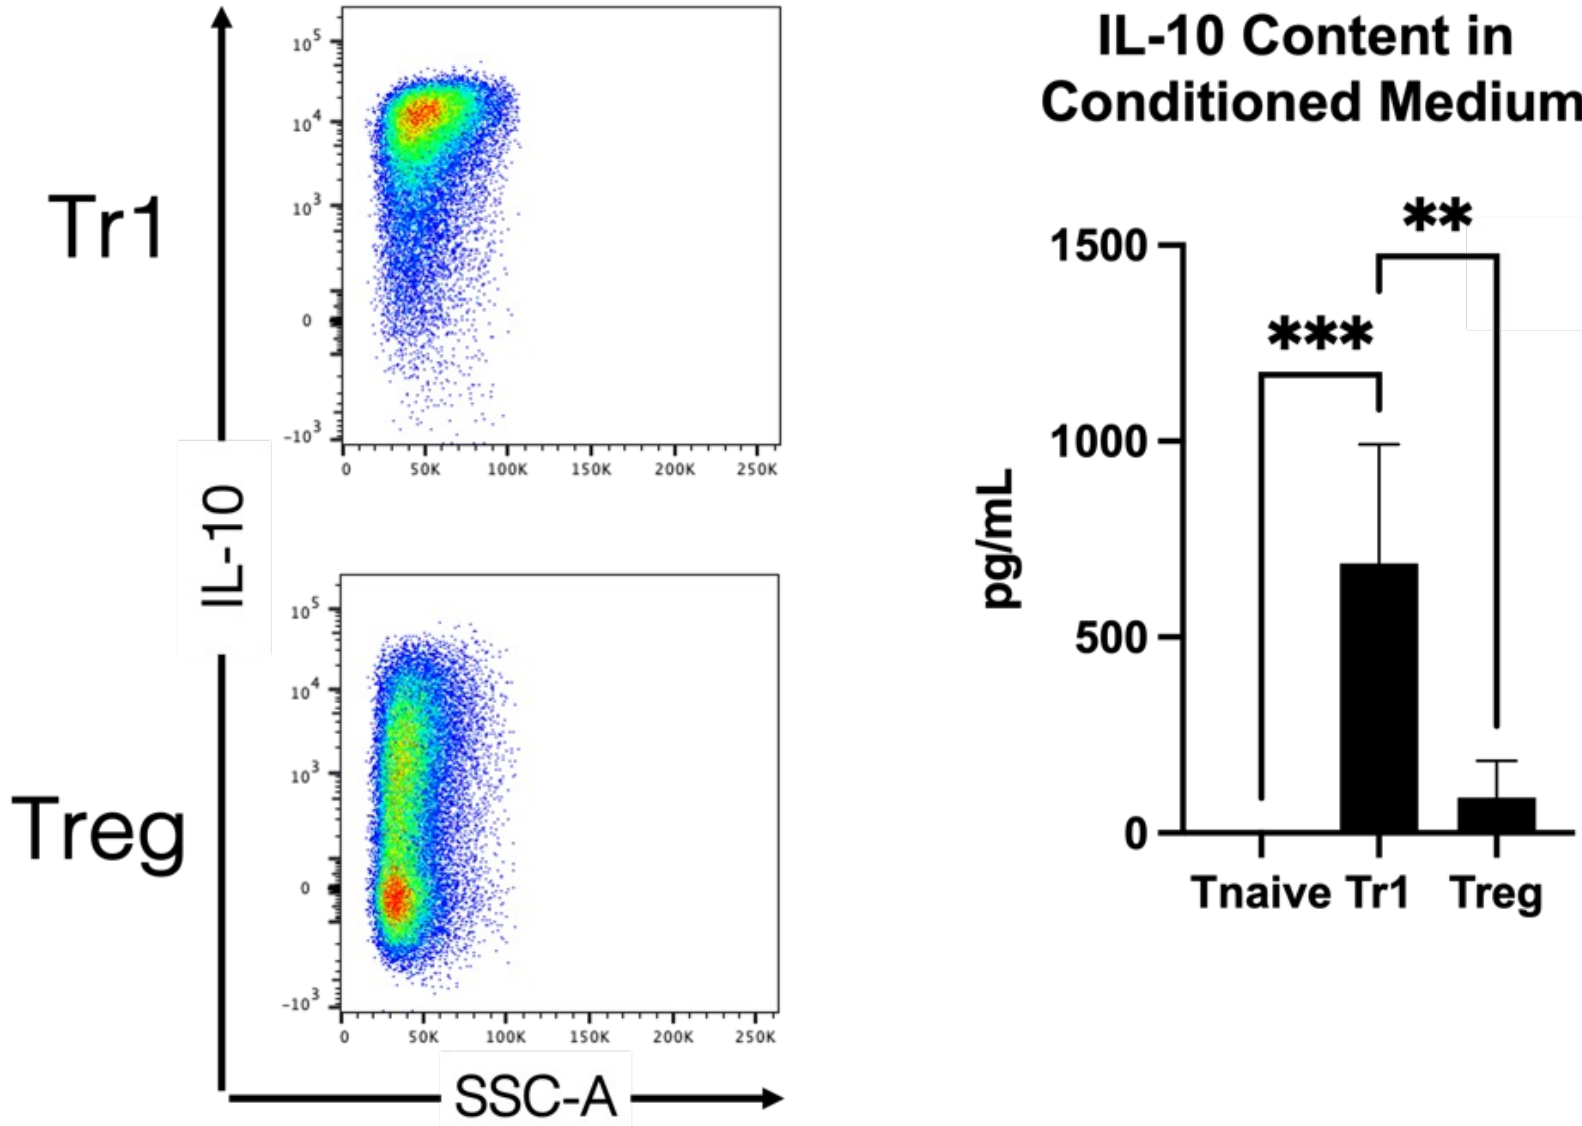 Tr1
IL-10
10^5
10^4
10^3
0
-10^3
0 50K 100K 150K 200K 250K
Treg
10^5
10^4
10^3
0
-10^3
0 50K 100K 150K 200K 250K
SSC-A
IL-10 Content in
Conditioned Medium
**
***
pg/mL
1500
1000
500
0
Tnaive Tr1 Treg